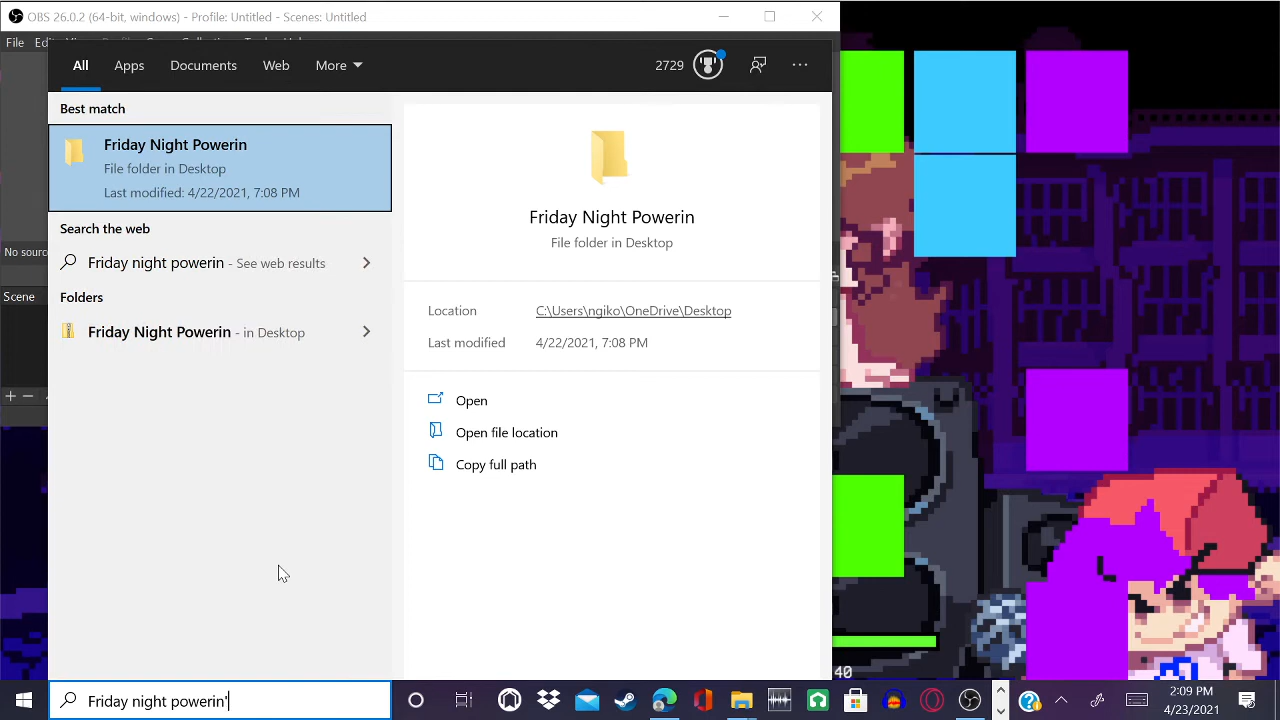 OBS 26.0.2 (64-bit, windows) - Profile: Untitled - Scenes: Untitled
File
All Apps Documents Web More 2729
Best match
Friday Night Powerin
File folder in Desktop
Last modified: 4/22/2021, 7:08 PM
Search the web
Friday night powerin - See web results
Folders
Friday Night Powerin - in Desktop
Friday Night Powerin
File folder in Desktop
Location C:\Users\ngiko\OneDrive\Desktop
Last modified 4/22/2021, 7:08 PM
Open
Open file location
Copy full path
No sourc
Scene
40
Friday night powerin'
2:09 PM
4/23/2021